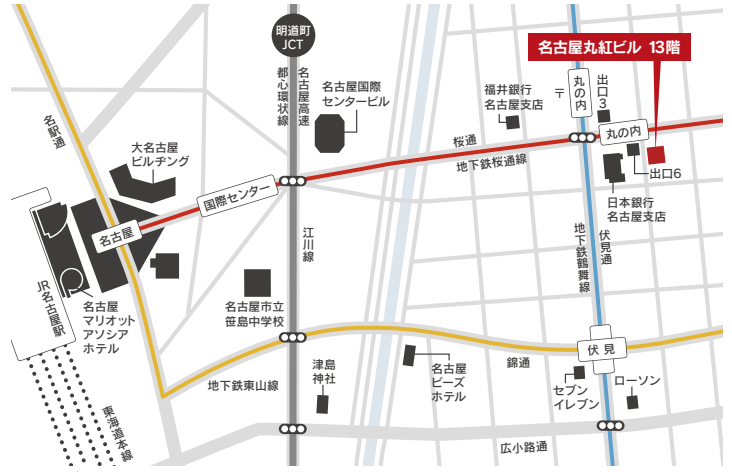 明道町
JCT
名古屋高速
都心環状線
名古屋丸紅ビル 13階
名駅通
大名古屋
ビルヂング
名古屋国際
センタービル
福井銀行
名古屋支店
〒
丸の内
出口3
丸の内
桜通
地下鉄桜通線
出口6
日本銀行
名古屋支店
国際センター
名古屋
江川線
伏見通
地下鉄鶴舞線
JR名古屋駅
名古屋
マリオット
アソシア
ホテル
名古屋市立
笹島中学校
伏見
錦通
津島
神社
名古屋
ビーズ
ホテル
セブン
イレブン
ローソン
地下鉄東山線
東海道本線
広小路通